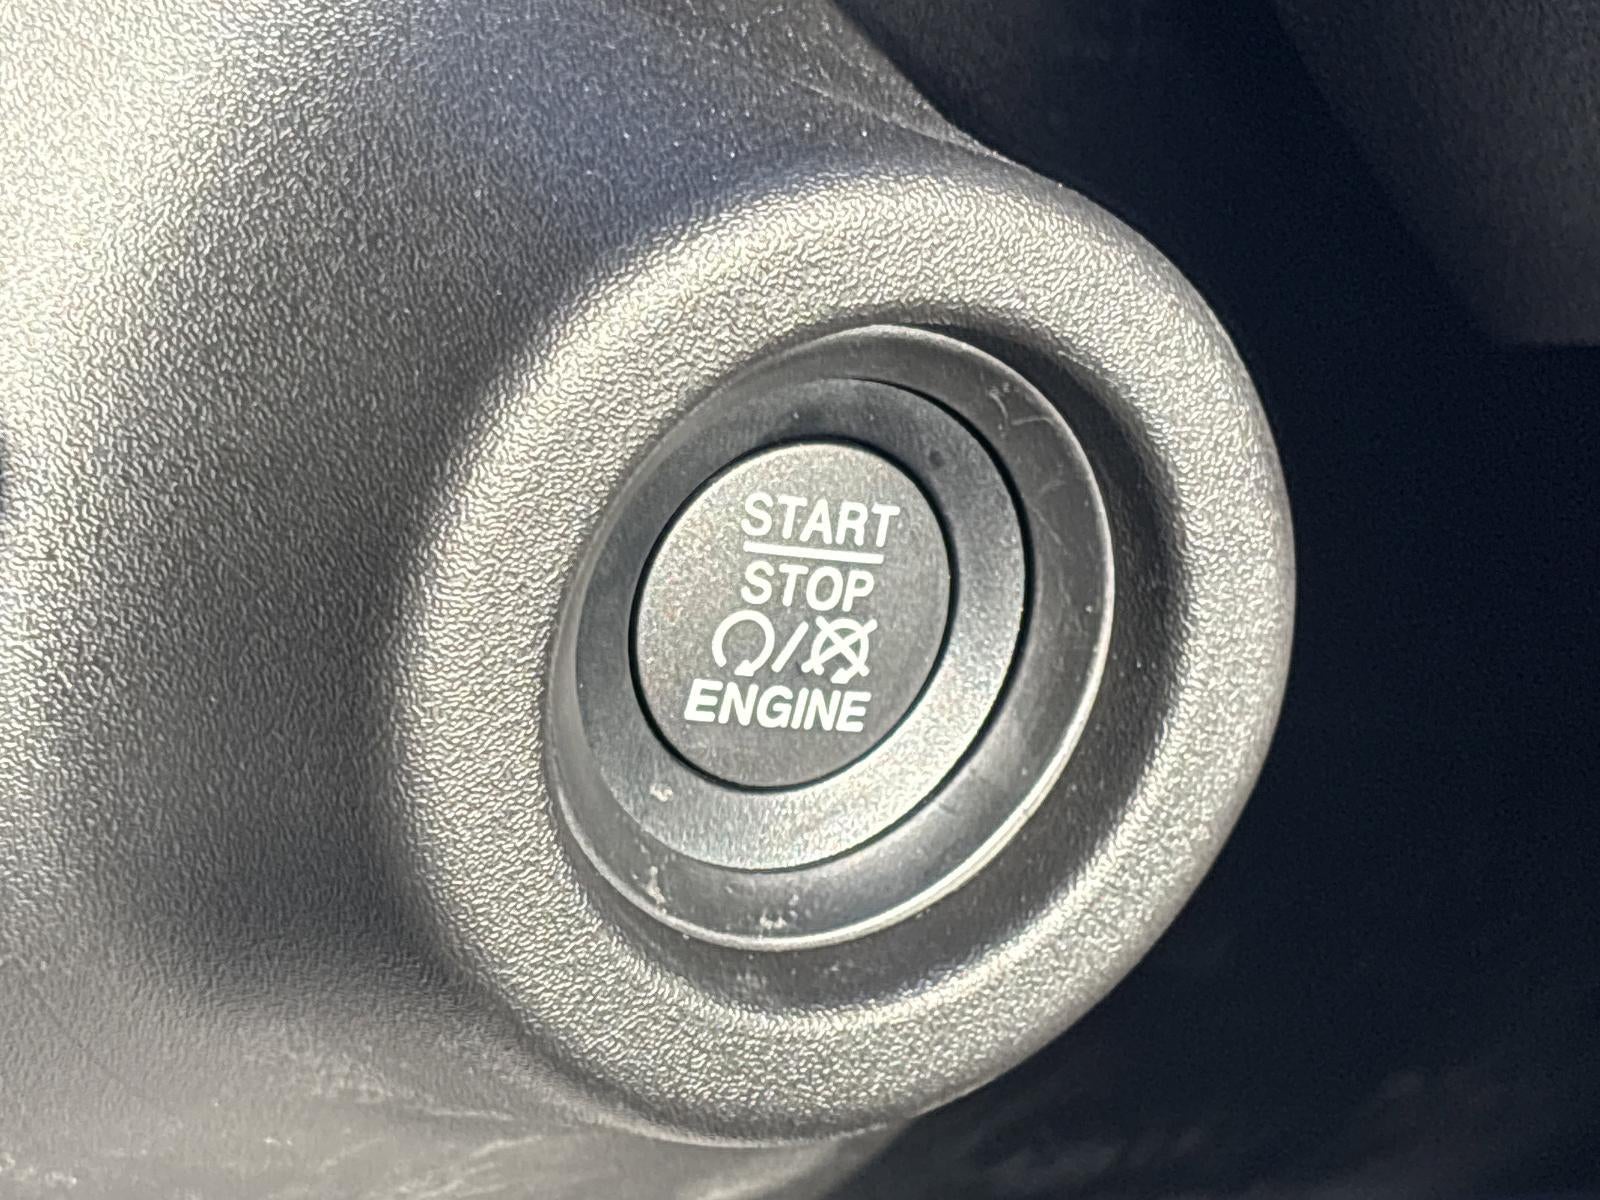 START
STOP
/
ENGINE